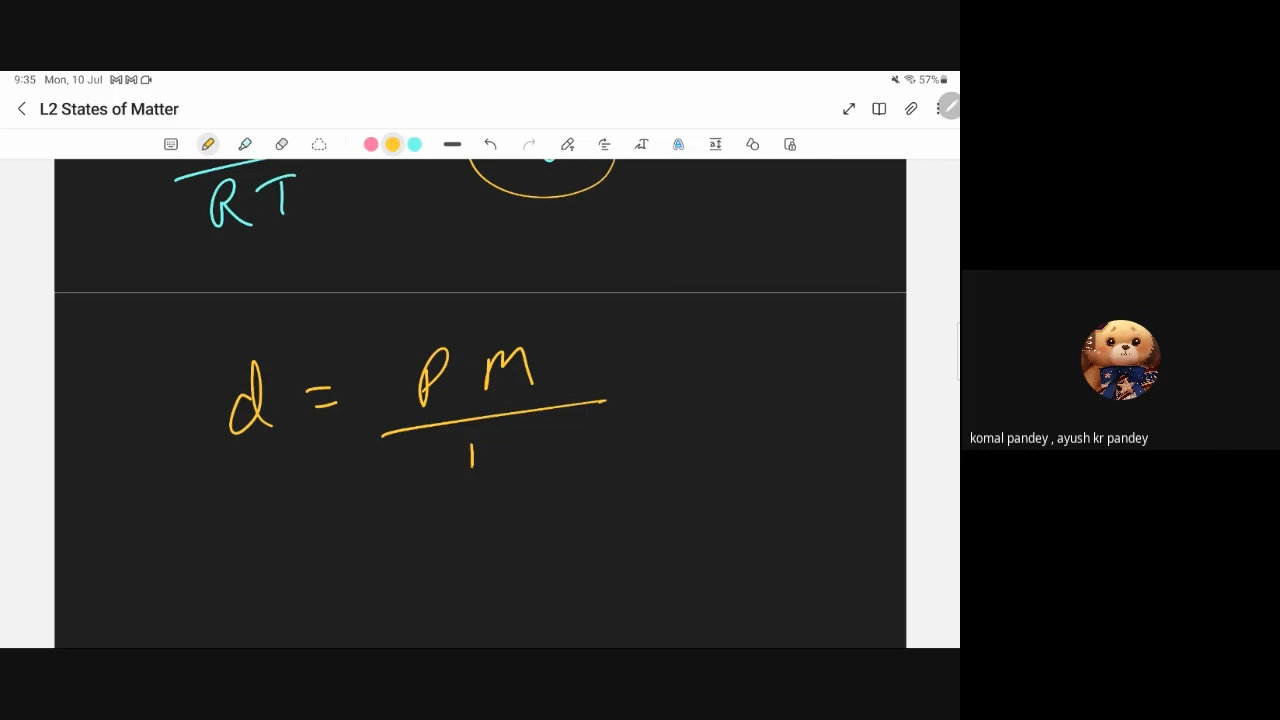 9:35 Mon, 10 Jul 57%
L2 States of Matter
RT
d = PM
komal pandey , ayush kr pandey